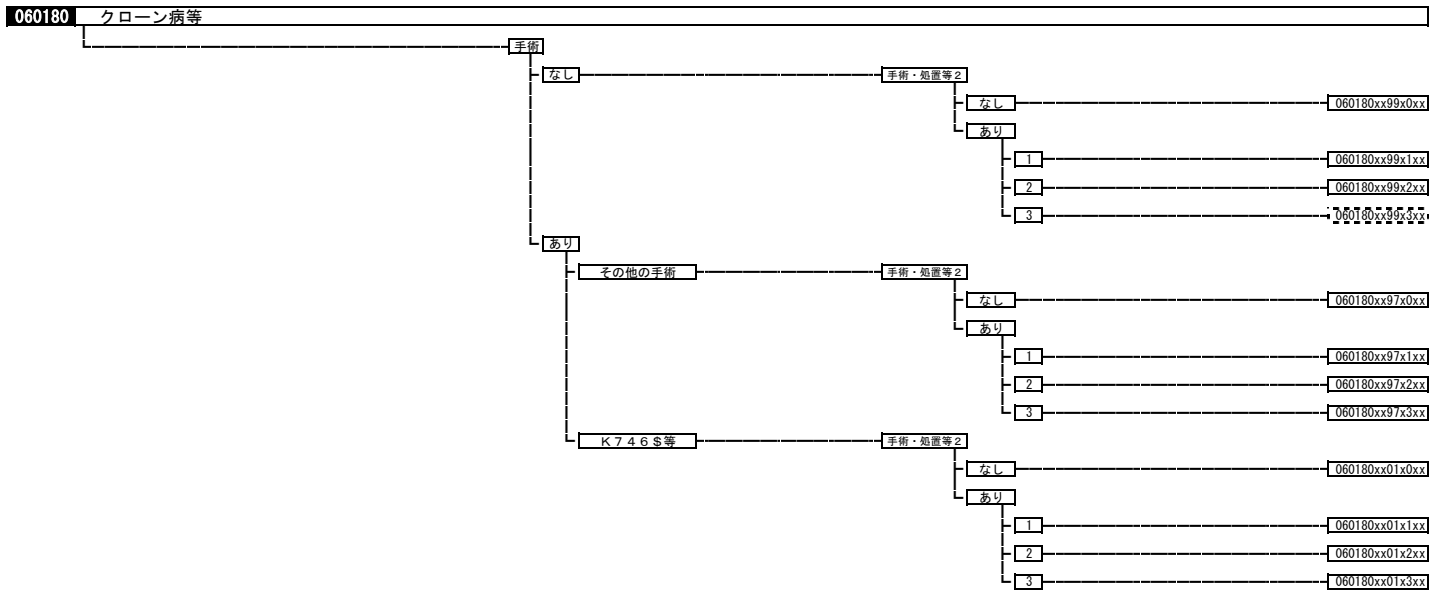 060180 クローン病等
手術
なし 手術・処置等2
なし 060180xx99x0xx
あり
1 060180xx99x1xx
2 060180xx99x2xx
3 060180xx99x3xx
あり
その他の手術 手術・処置等2
なし 060180xx97x0xx
あり
1 060180xx97x1xx
2 060180xx97x2xx
3 060180xx97x3xx
K746$等 手術・処置等2
なし 060180xx01x0xx
あり
1 060180xx01x1xx
2 060180xx01x2xx
3 060180xx01x3xx